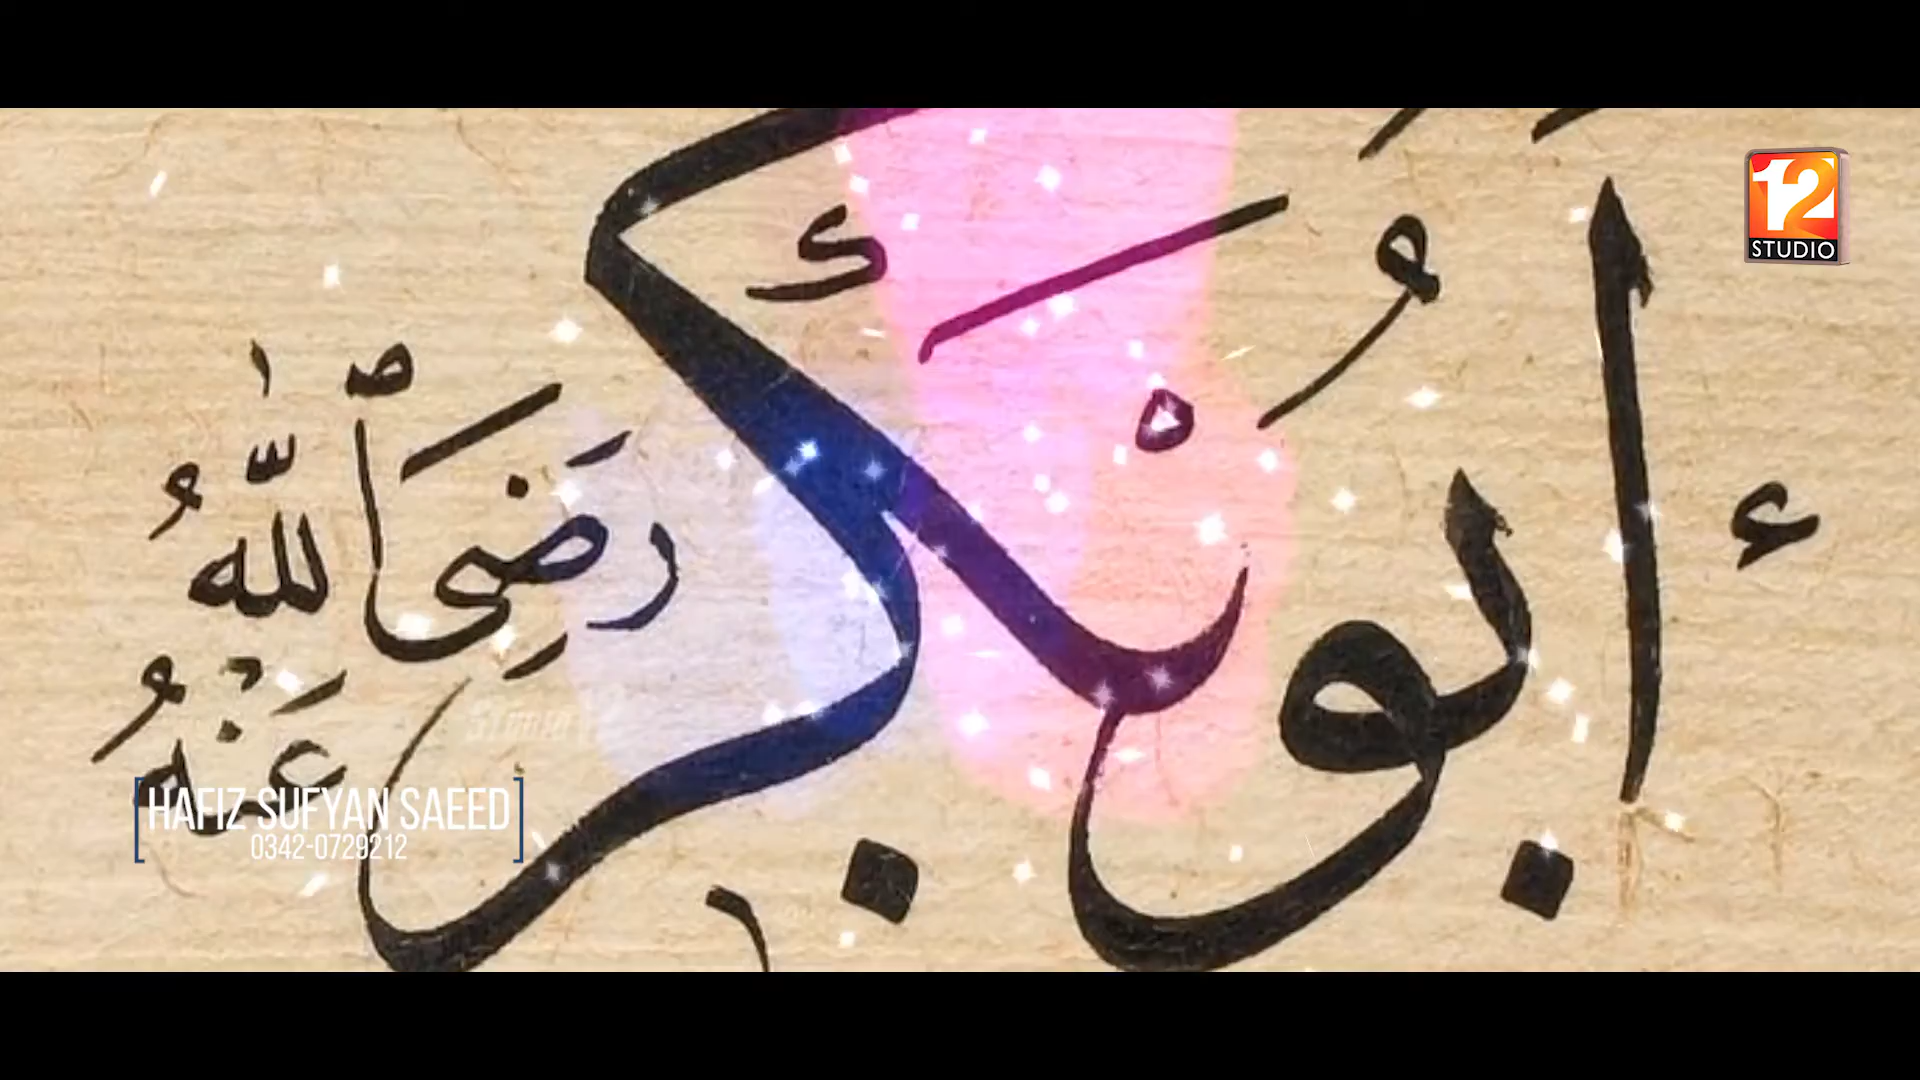 12
STUDIO
أَبُو بَكْر
رَضِيَ اللّٰهُ
عَنْهُ
[HAFIZ SUFYAN SAEED]
0342-0729212